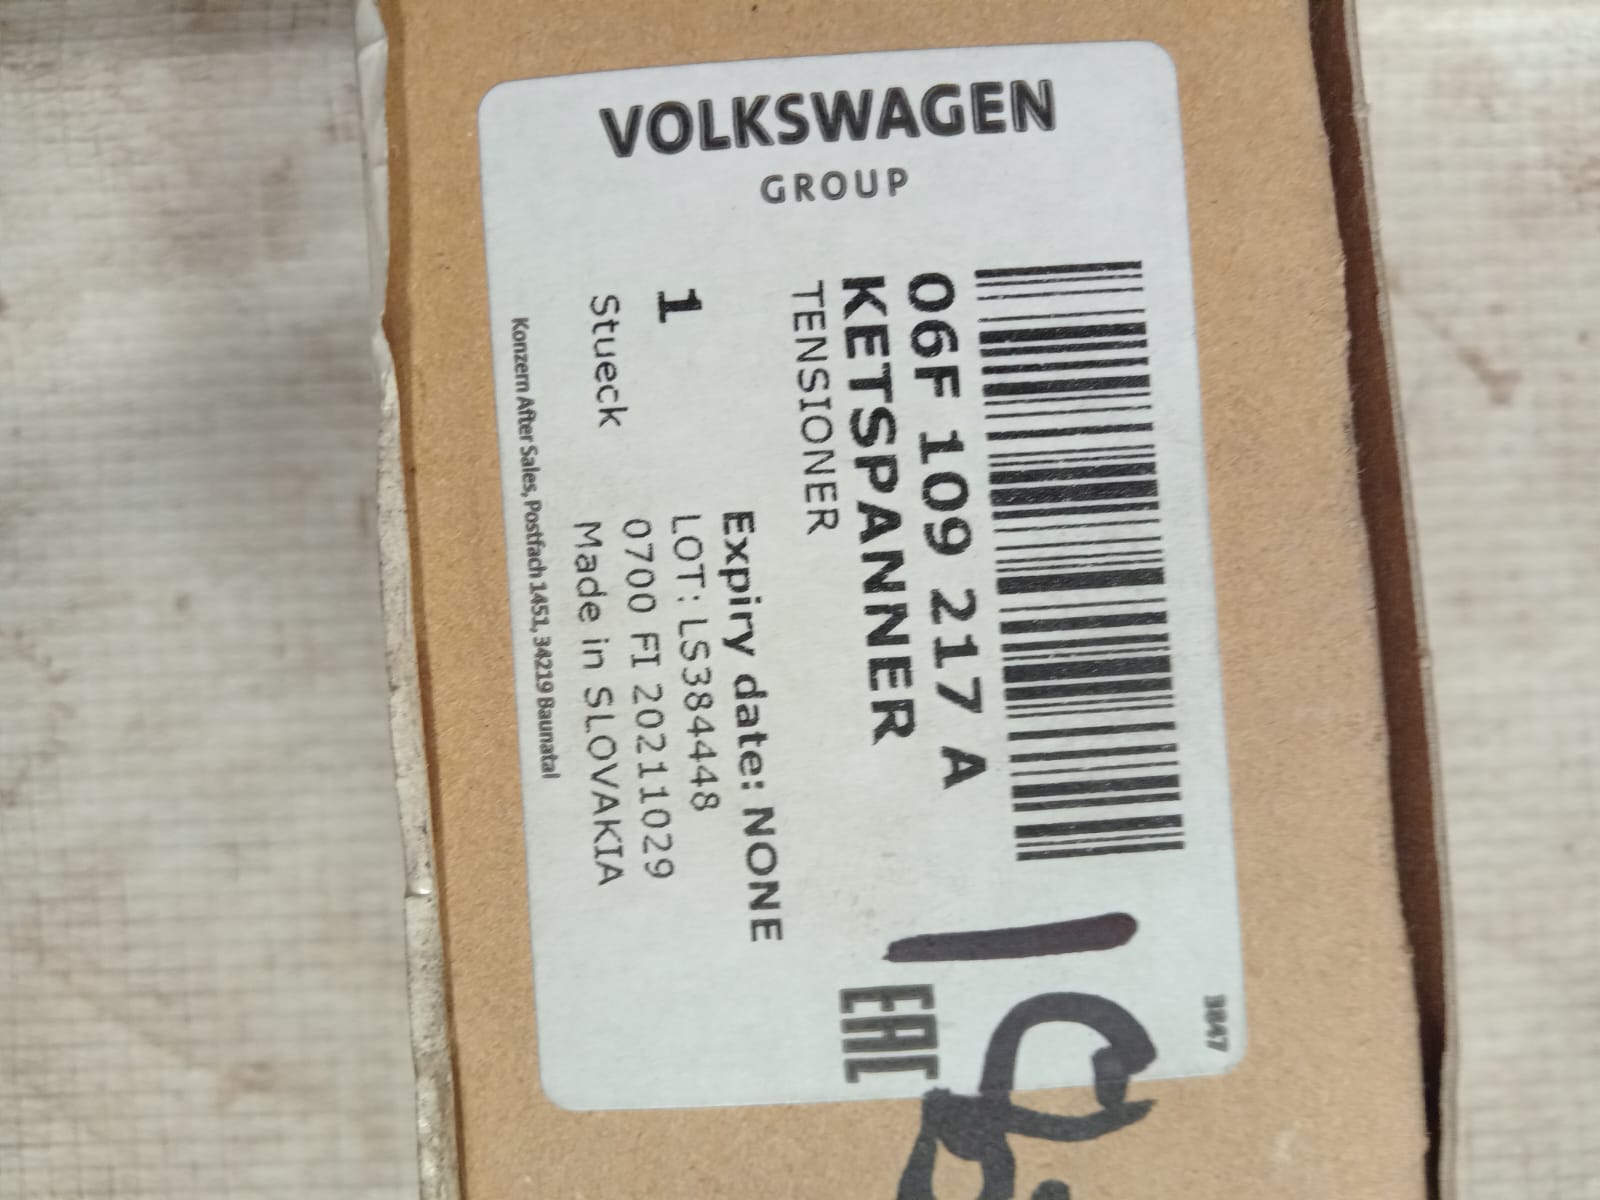 VOLKSWAGEN
GROUP
06F 109 217 A
KETSPANNER
TENSIONER
1
Stueck
Expiry date: NONE
LOT: LS384448
0700 FI 20211029
Made in SLOVAKIA
Konzern After Sales, Postfach 1451, 34219 Baunatal
EAC
3847